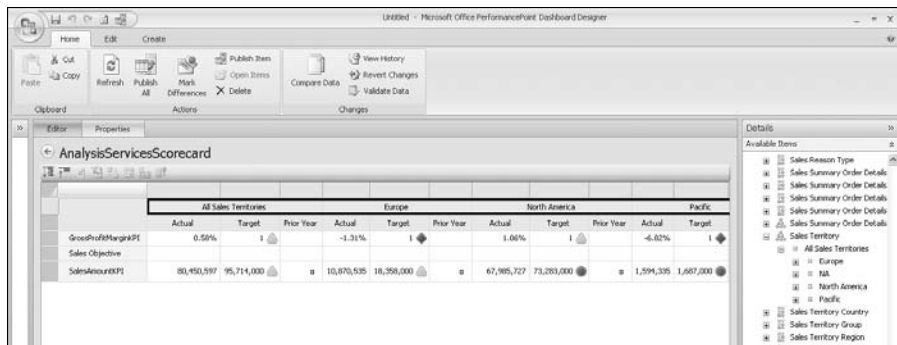 Untitled - Microsoft Office PerformancePoint Dashboard Designer
Home Edit Create
Paste Cut Copy
Clipboard
Refresh Publish All Mark Differences Publish Item Open Items Delete
Actions
Compare Data View History Revert Changes Validate Data
Changes
Editor Properties
AnalysisServicesScorecard
All Sales Territories Europe North America Pacific
Actual Target Prior Year Actual Target Prior Year Actual Target Prior Year Actual Target
GrossProfitMarginKPI 0.58% 1 -1.31% 1 1.06% 1 -6.82% 1
Sales Objective
SalesAmountKPI 80,450,597 95,714,000 10,870,535 18,358,000 67,985,727 73,283,000 1,594,335 1,687,000
Details
Available Items
Sales Reason Type
Sales Summary Order Details
Sales Summary Order Details
Sales Summary Order Details
Sales Summary Order Details
Sales Summary Order Details
Sales Territory
All Sales Territories
Europe
NA
North America
Pacific
Sales Territory Country
Sales Territory Group
Sales Territory Region